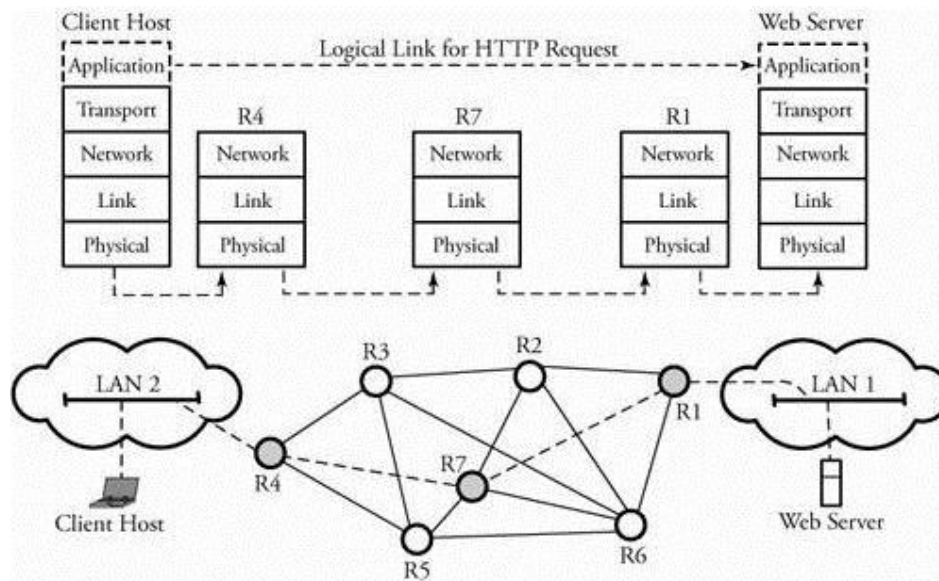 Client Host
Web Server
Logical Link for HTTP Request
Application
Application
Transport
R4
R7
R1
Transport
Network
Network
Network
Network
Network
Link
Link
Link
Link
Link
Physical
Physical
Physical
Physical
Physical
R3
R2
LAN 2
LAN 1
R1
R4
R7
Client Host
R5
R6
Web Server